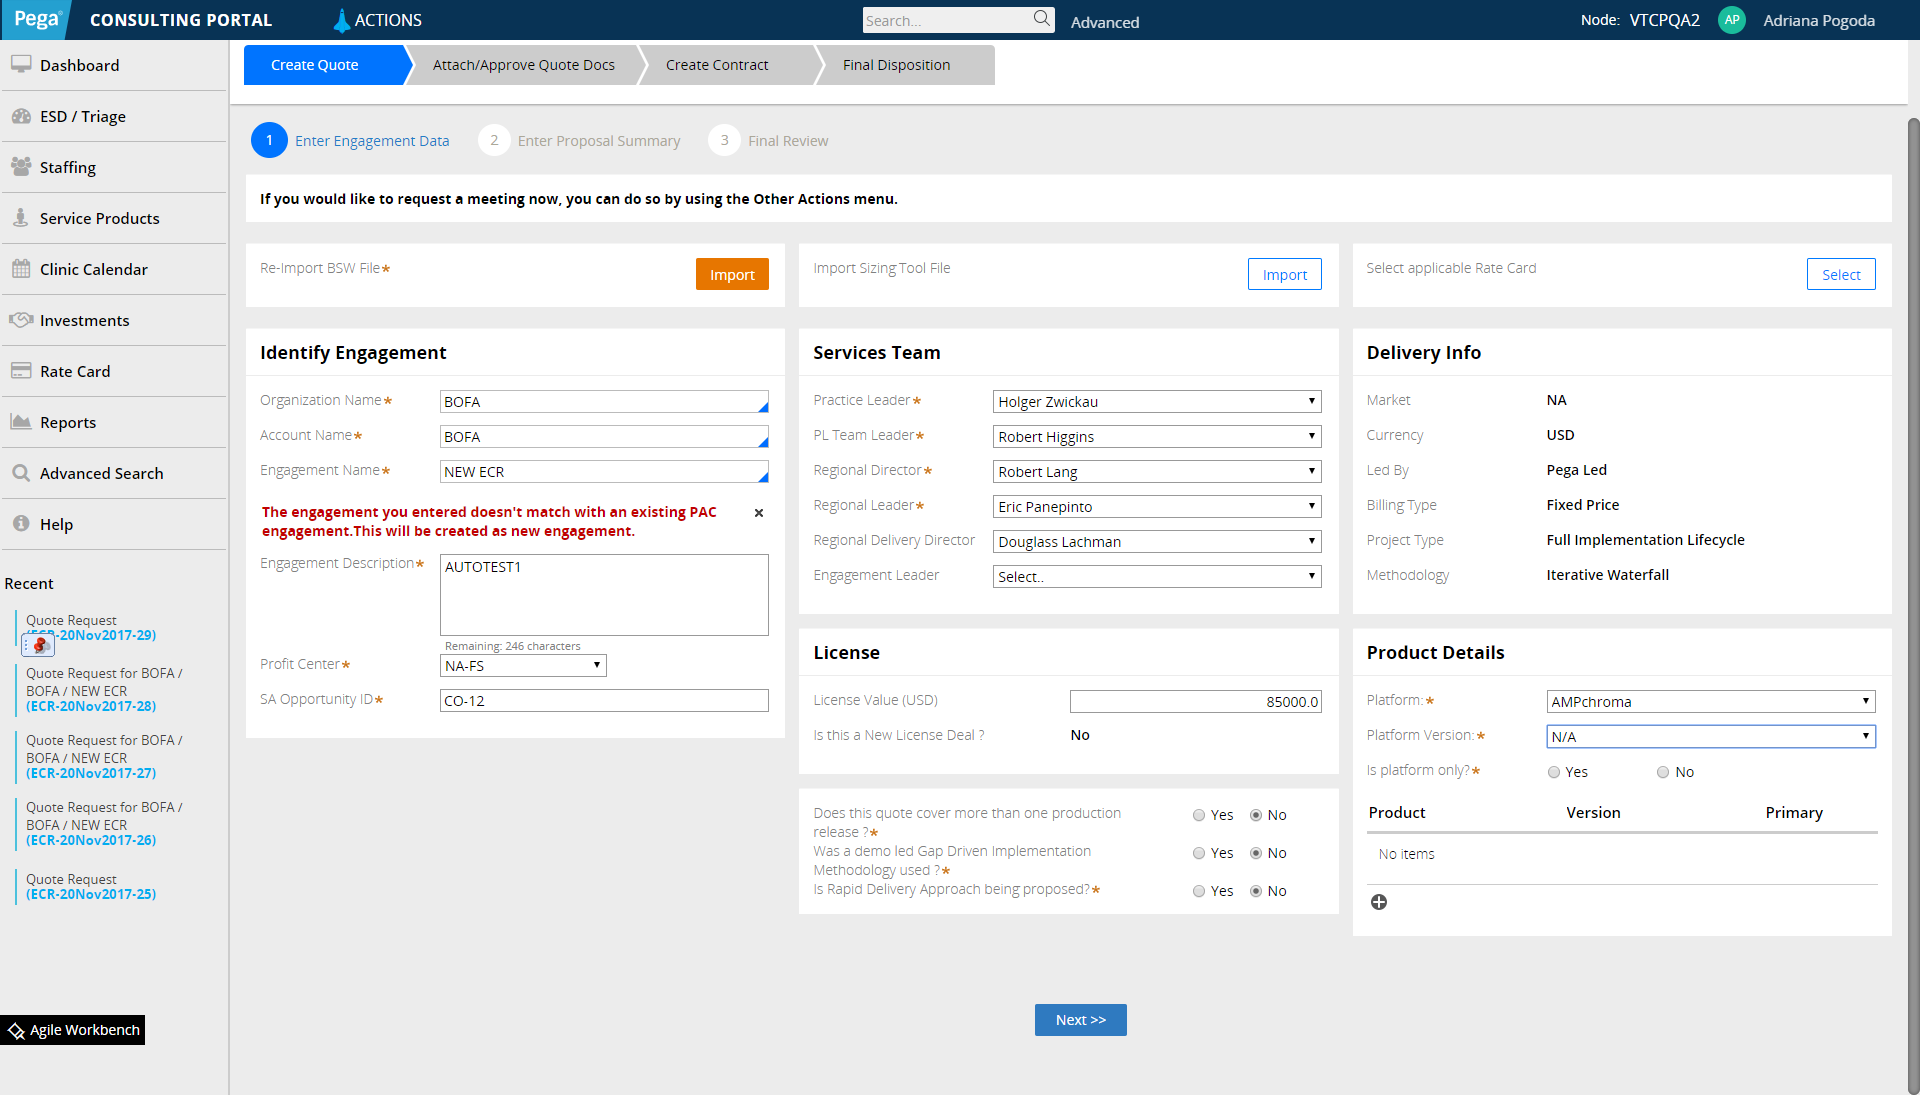 Pega CONSULTING PORTAL ACTIONS Search... Advanced Node: VTCPQA2 AP Adriana Pogoda
Dashboard
ESD / Triage
Staffing
Service Products
Clinic Calendar
Investments
Rate Card
Reports
Advanced Search
Help
Recent
Quote Request
(ECR-20Nov2017-29)
Quote Request for BOFA /
BOFA / NEW ECR
(ECR-20Nov2017-28)
Quote Request for BOFA /
BOFA / NEW ECR
(ECR-20Nov2017-27)
Quote Request for BOFA /
BOFA / NEW ECR
(ECR-20Nov2017-26)
Quote Request
(ECR-20Nov2017-25)
Agile Workbench
Create Quote Attach/Approve Quote Docs Create Contract Final Disposition
1 Enter Engagement Data 2 Enter Proposal Summary 3 Final Review
If you would like to request a meeting now, you can do so by using the Other Actions menu.
Re-Import BSW File* Import
Import Sizing Tool File Import
Select applicable Rate Card Select
Identify Engagement
Organization Name* BOFA
Account Name* BOFA
Engagement Name* NEW ECR
The engagement you entered doesn't match with an existing PAC
engagement.This will be created as new engagement.
Engagement Description* AUTOTEST1
Remaining: 246 characters
Profit Center* NA-FS
SA Opportunity ID* CO-12
Services Team
Practice Leader* Holger Zwickau
PL Team Leader* Robert Higgins
Regional Director* Robert Lang
Regional Leader* Eric Panepinto
Regional Delivery Director Douglass Lachman
Engagement Leader Select..
License
License Value (USD) 85000.0
Is this a New License Deal ? No
Does this quote cover more than one production
release ?* Yes No
Was a demo led Gap Driven Implementation
Methodology used ?* Yes No
Is Rapid Delivery Approach being proposed?* Yes No
Delivery Info
Market NA
Currency USD
Led By Pega Led
Billing Type Fixed Price
Project Type Full Implementation Lifecycle
Methodology Iterative Waterfall
Product Details
Platform:* AMPchroma
Platform Version:* N/A
Is platform only?* Yes No
Product Version Primary
No items
Next >>